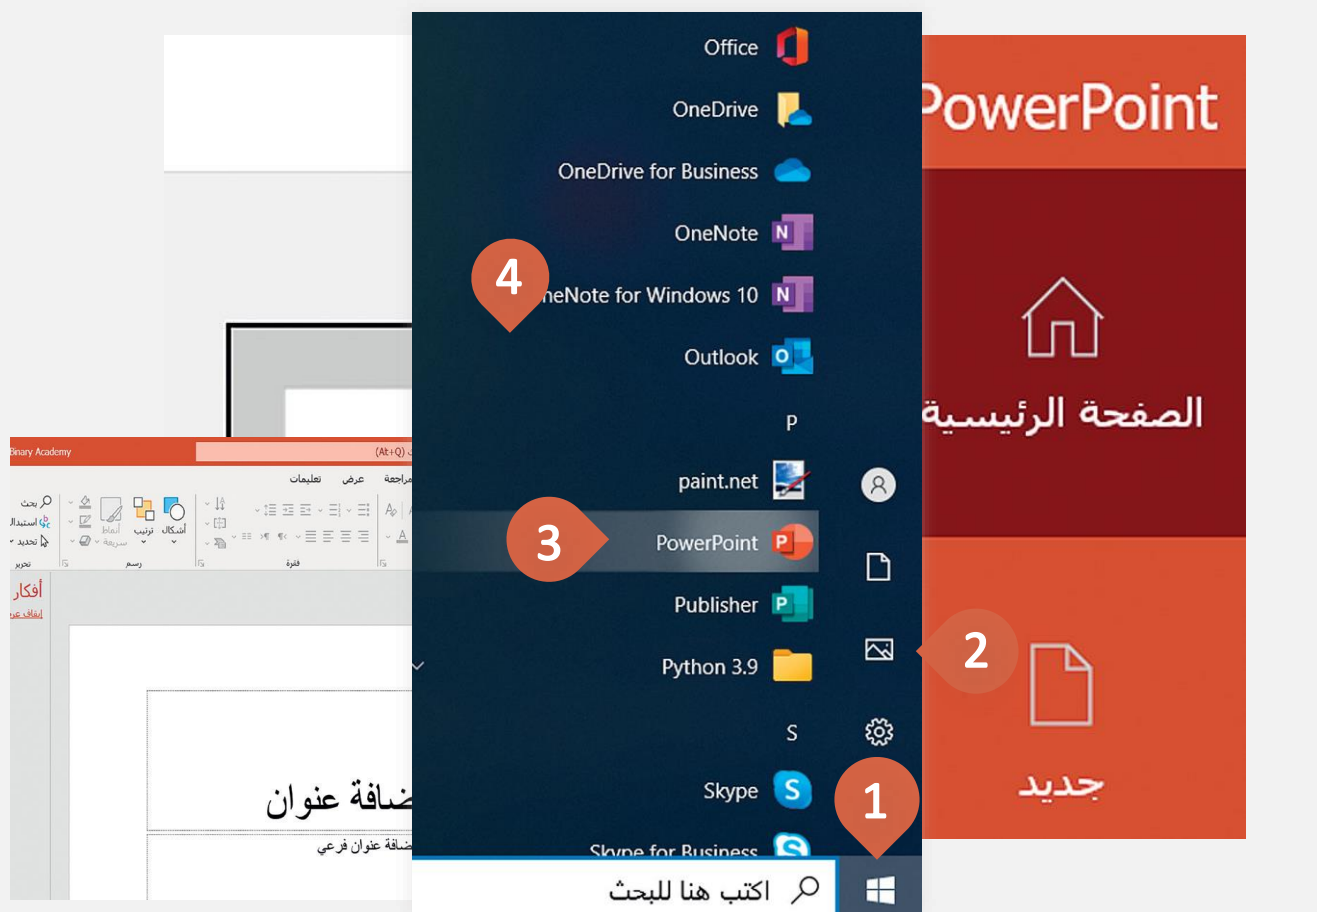 Office
OneDrive
OneDrive for Business
OneNote
4
neNote for Windows 10
Outlook
P
paint.net
3
PowerPoint
Publisher
Python 3.9
S
Skype
Skype for Business
1
2
اكتب هنا للبحث
PowerPoint
الصفحة الرئيسية
جديد
Binary Academy
(Alt+Q)
مراجعة عرض تعليمات
بحث
استبدال
تحديد
تحرير
أشكال ترتيب أنماط سريعة
رسم
فقرة
أفكار
إيقاف عر
ضافة عنوان
ضافة عنوان فرعي